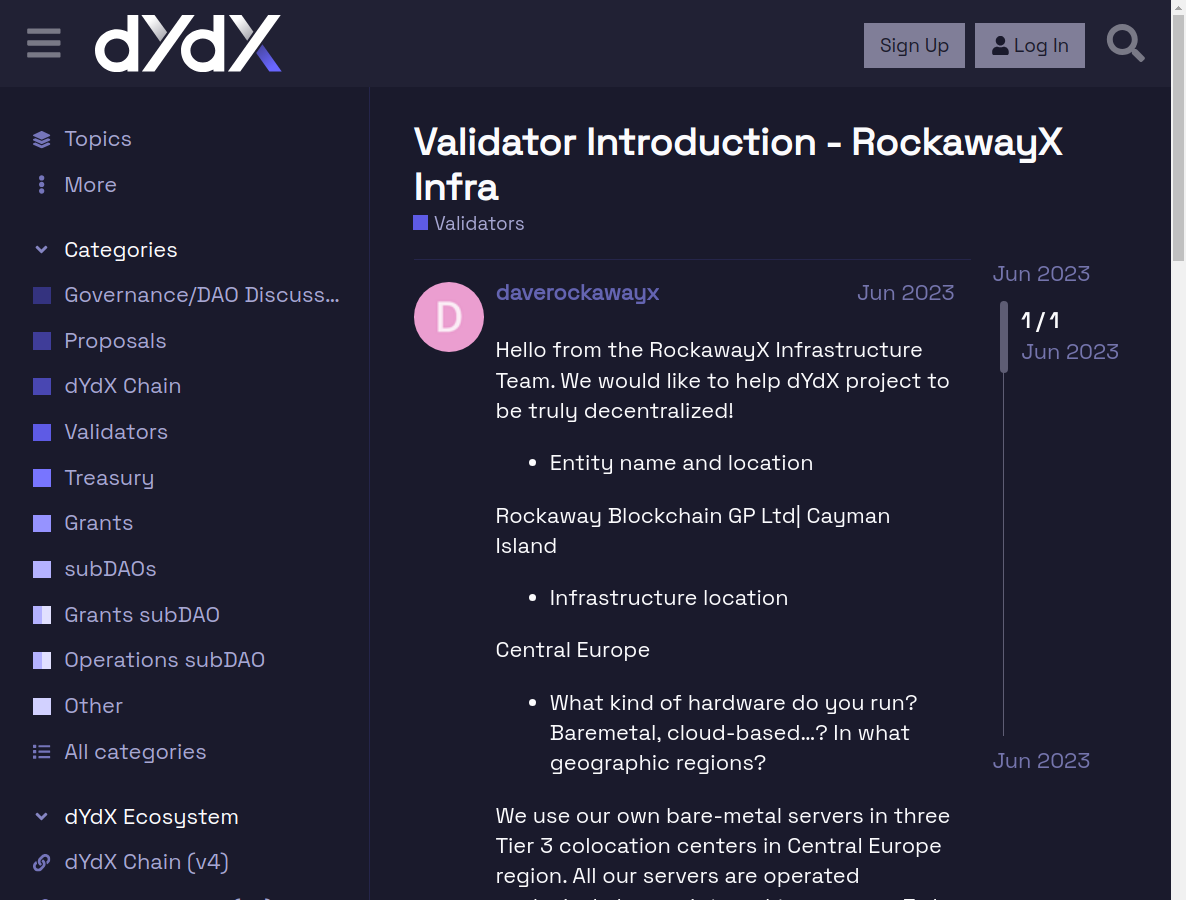 dYdX
Sign Up
Log In
Topics
More
Categories
Governance/DAO Discuss...
Proposals
dYdX Chain
Validators
Treasury
Grants
subDAOs
Grants subDAO
Operations subDAO
Other
All categories
dYdX Ecosystem
dYdX Chain (v4)
Validator Introduction - RockawayX
Infra
Validators
daverockawayx
Jun 2023
D
Hello from the RockawayX Infrastructure
Team. We would like to help dYdX project to
be truly decentralized!
• Entity name and location
Rockaway Blockchain GP Ltd| Cayman
Island
• Infrastructure location
Central Europe
• What kind of hardware do you run?
Baremetal, cloud-based…? In what
geographic regions?
We use our own bare-metal servers in three
Tier 3 colocation centers in Central Europe
region. All our servers are operated
Jun 2023
1 / 1
Jun 2023
Jun 2023